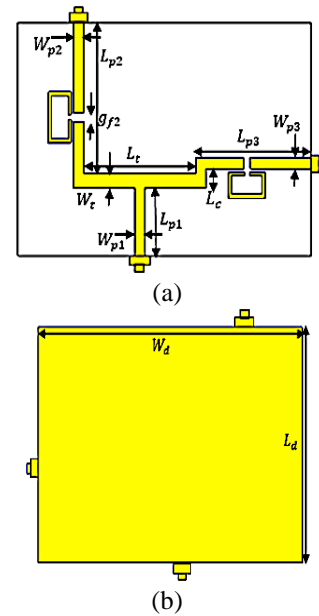 W_{p2}
L_{p2}
g_{f2}
L_{p3}
W_{p3}
L_t
W_t
L_c
W_{p1}
L_{p1}
(a)
W_d
L_d
(b)